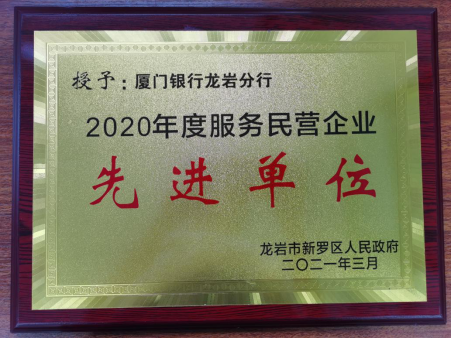 授予：厦门银行龙岩分行
2020年度服务民营企业
先进单位
龙岩市新罗区人民政府
二〇二一年三月